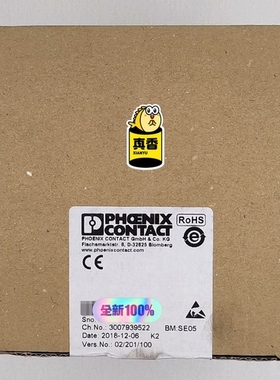 真香
XIANYU
PHOENIX
CONTACT
RoHS
e
PHOENIX CONTACT GmbH & Co. KG
Flachsmarktstr. 8, D-32825 Blomberg
www.phoenixcontact.com
CE
全新100%
Sno.
Ch.No.: 3007939522 BM:SE05
Date: 2018-12-06 K2
Vers.No.: 02/201/100